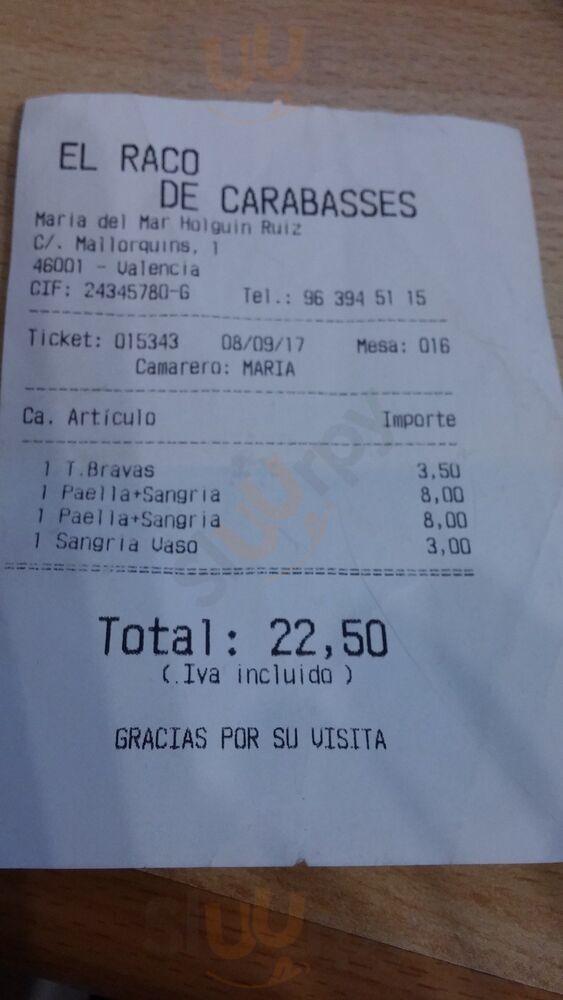 EL RACO
DE CARABASSES
Maria del Mar Holguin Ruiz
C/. Mallorquins, 1
46001 - Valencia
CIF: 24345780-G Tel.: 96 394 51 15
Ticket: 015343 08/09/17 Mesa: 016
Camarero: MARIA
Ca. Artículo Importe
1 T.Bravas 3,50
1 Paella+Sangria 8,00
1 Paella+Sangria 8,00
1 Sangria Vaso 3,00
Total: 22,50
(.Iva incluido )
GRACIAS POR SU VISITA
sluurpy